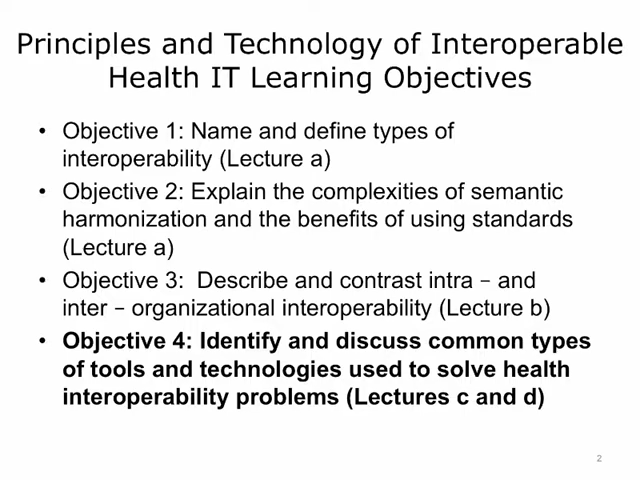 Principles and Technology of Interoperable
Health IT Learning Objectives
• Objective 1: Name and define types of
interoperability (Lecture a)
• Objective 2: Explain the complexities of semantic
harmonization and the benefits of using standards
(Lecture a)
• Objective 3:  Describe and contrast intra – and
inter – organizational interoperability (Lecture b)
• Objective 4: Identify and discuss common types
of tools and technologies used to solve health
interoperability problems (Lectures c and d)
2